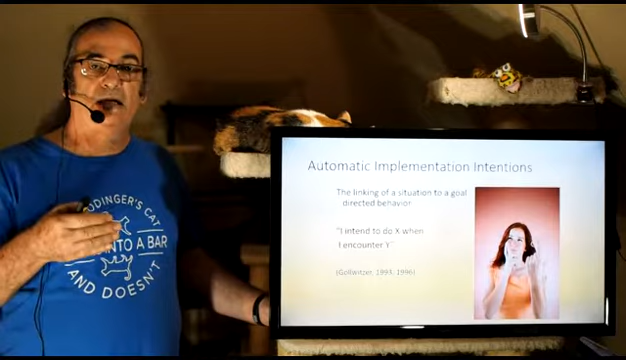 DINGER'S CAT
INTO A BAR
AND DOESN'T
Automatic Implementation Intentions
The linking of a situation to a goal
directed behavior
"I intend to do X when
I encounter Y"
(Gollwitzer, 1993, 1996)